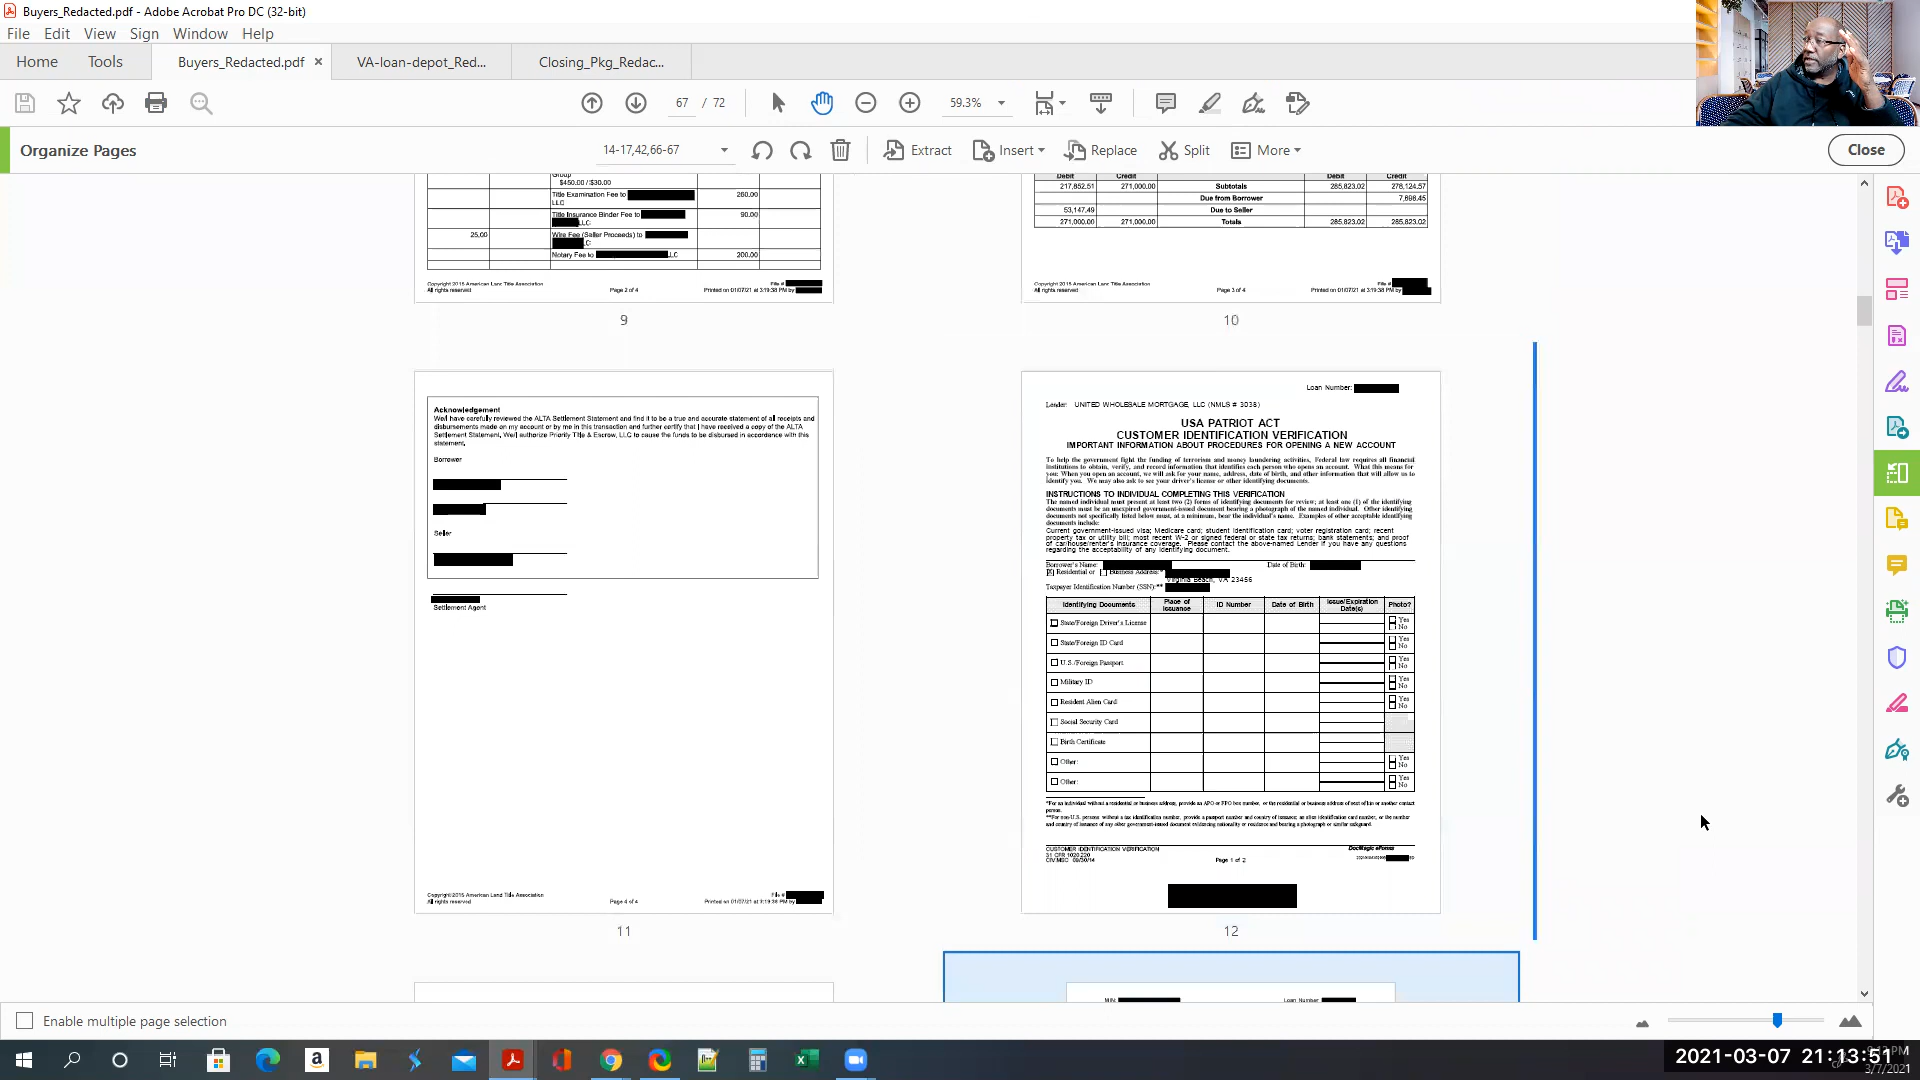 Buyers_Redacted.pdf - Adobe Acrobat Pro DC (32-bit)
File Edit View Sign Window Help
Home Tools Buyers_Redacted.pdf × VA-loan-depot_Red... Closing_Pkg_Redac...
67 / 72 59.3%
Organize Pages 14-17,42,66-67 Extract Insert Replace Split More Close
Group
$450.00 / $30.00
Title Examination Fee to 260.00
LLC
Title Insurance Binder Fee to 90.00
LLC
25.00 Wire Fee (Seller Proceeds) to
Notary Fee to LLC 200.00
Copyright 2015 American Land Title Association File #
All rights reserved Page 2 of 4 Printed on 01/07/21 at 3:19:38 PM by
9
Debit Credit Debit Credit
217,852.51 271,000.00 Subtotals 285,823.02 278,124.57
Due from Borrower 7,698.45
53,147.49 Due to Seller
271,000.00 271,000.00 Totals 285,823.02 285,823.02
Copyright 2015 American Land Title Association File #
All rights reserved Page 3 of 4 Printed on 01/07/21 at 3:19:38 PM by
10
Acknowledgement
We/I have carefully reviewed the ALTA Settlement Statement and find it to be a true and accurate statement of all receipts and
disbursements made on my account or by me in this transaction and further certify that I have received a copy of the ALTA
Settlement Statement. We/I authorize Priority Title & Escrow, LLC to cause the funds to be disbursed in accordance with this
statement.
Borrower
Seller
Settlement Agent
Copyright 2015 American Land Title Association File #
All rights reserved Page 4 of 4 Printed on 01/07/21 at 3:19:38 PM by
11
Loan Number:
Lender: UNITED WHOLESALE MORTGAGE, LLC (NMLS # 3038)
USA PATRIOT ACT
CUSTOMER IDENTIFICATION VERIFICATION
IMPORTANT INFORMATION ABOUT PROCEDURES FOR OPENING A NEW ACCOUNT
To help the government fight the funding of terrorism and money laundering activities, Federal law requires all financial
institutions to obtain, verify, and record information that identifies each person who opens an account. What this means for
you: When you open an account, we will ask for your name, address, date of birth, and other information that will allow us to
identify you. We may also ask to see your driver's license or other identifying documents.
INSTRUCTIONS TO INDIVIDUAL COMPLETING THIS VERIFICATION
The named individual must present at least two (2) forms of identifying documents for review; at least one (1) of the identifying
documents must be an unexpired government-issued document bearing a photograph of the named individual. Other identifying
documents not specifically listed below must, at a minimum, bear the individual's name. Examples of other acceptable identifying
documents include:
Current government-issued visa; Medicare card; student identification card; voter registration card; recent
property tax or utility bill; most recent W-2 or signed federal or state tax returns; bank statements; and proof
of car/house/renter's insurance coverage. Please contact the above-named Lender if you have any questions
regarding the acceptability of any identifying document.
Borrower's Name: Date of Birth:
Residential or Business Address:*
Virginia Beach, VA 23456
Taxpayer Identification Number (SSN):**
Identifying Documents Place of Issuance ID Number Date of Birth Issue/Expiration Date(s) Photo?
State/Foreign Driver's License Yes No
State/Foreign ID Card Yes No
U.S./Foreign Passport Yes No
Military ID Yes No
Resident Alien Card Yes No
Social Security Card
Birth Certificate
Other: Yes No
Other: Yes No
*For an individual without a residential or business address, provide an APO or FPO box number, or the residential or business address of next of kin or another contact
person.
**For non-U.S. persons without a tax identification number, provide a passport number and country of issuance; an alien identification card number; or the number
and country of issuance of any other government-issued document evidencing nationality or residence and bearing a photograph or similar safeguard.
CUSTOMER IDENTIFICATION VERIFICATION DocMagic eForms
31 CFR 1020.220
CIV.MSC 09/30/14 Page 1 of 2
12
MIN: Loan Number
Enable multiple page selection
2021-03-07 21:13:51
3/7/2021